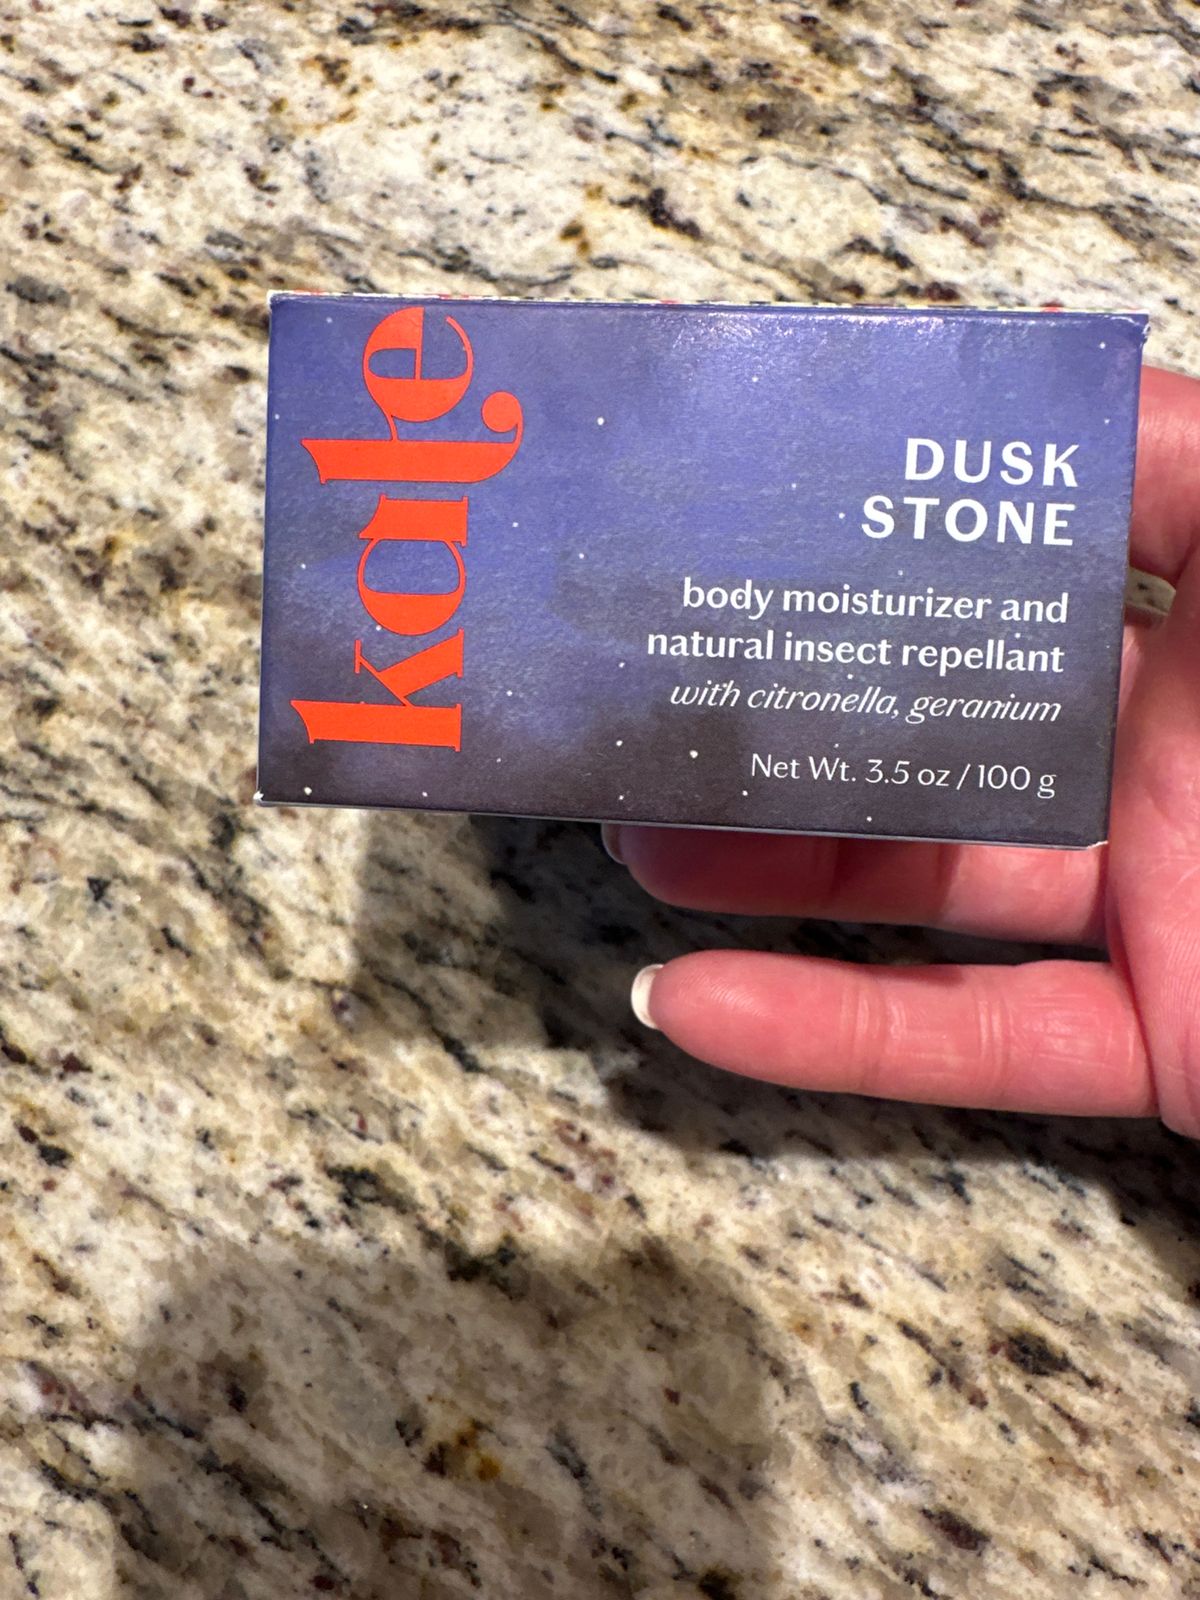 kate
DUSK
STONE
body moisturizer and
natural insect repellant
with citronella, geranium
Net Wt. 3.5 oz / 100 g